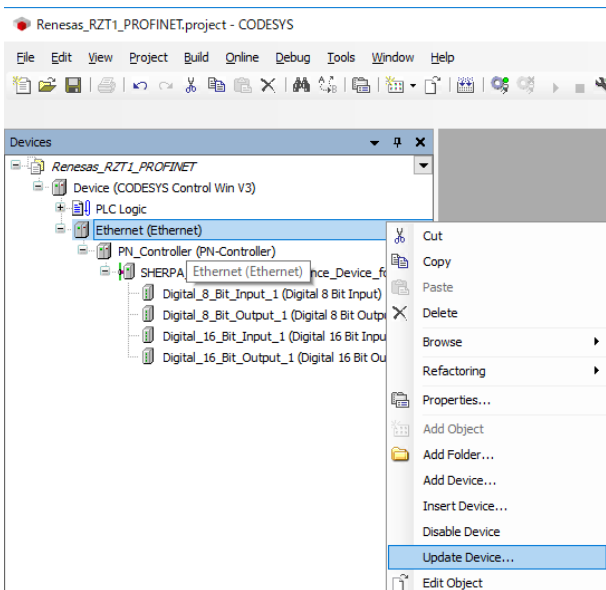 Renesas_RZT1_PROFINET.project - CODESYS
File Edit View Project Build Online Debug Tools Window Help
Devices
Renesas_RZT1_PROFINET
Device (CODESYS Control Win V3)
PLC Logic
Ethernet (Ethernet)
PN_Controller (PN-Controller)
SHERPA_
Ethernet (Ethernet)
nce_Device_fo
Digital_8_Bit_Input_1 (Digital 8 Bit Input)
Digital_8_Bit_Output_1 (Digital 8 Bit Outp
Digital_16_Bit_Input_1 (Digital 16 Bit Inpu
Digital_16_Bit_Output_1 (Digital 16 Bit Ou
Cut
Copy
Paste
Delete
Browse
Refactoring
Properties...
Add Object
Add Folder...
Add Device...
Insert Device...
Disable Device
Update Device...
Edit Object